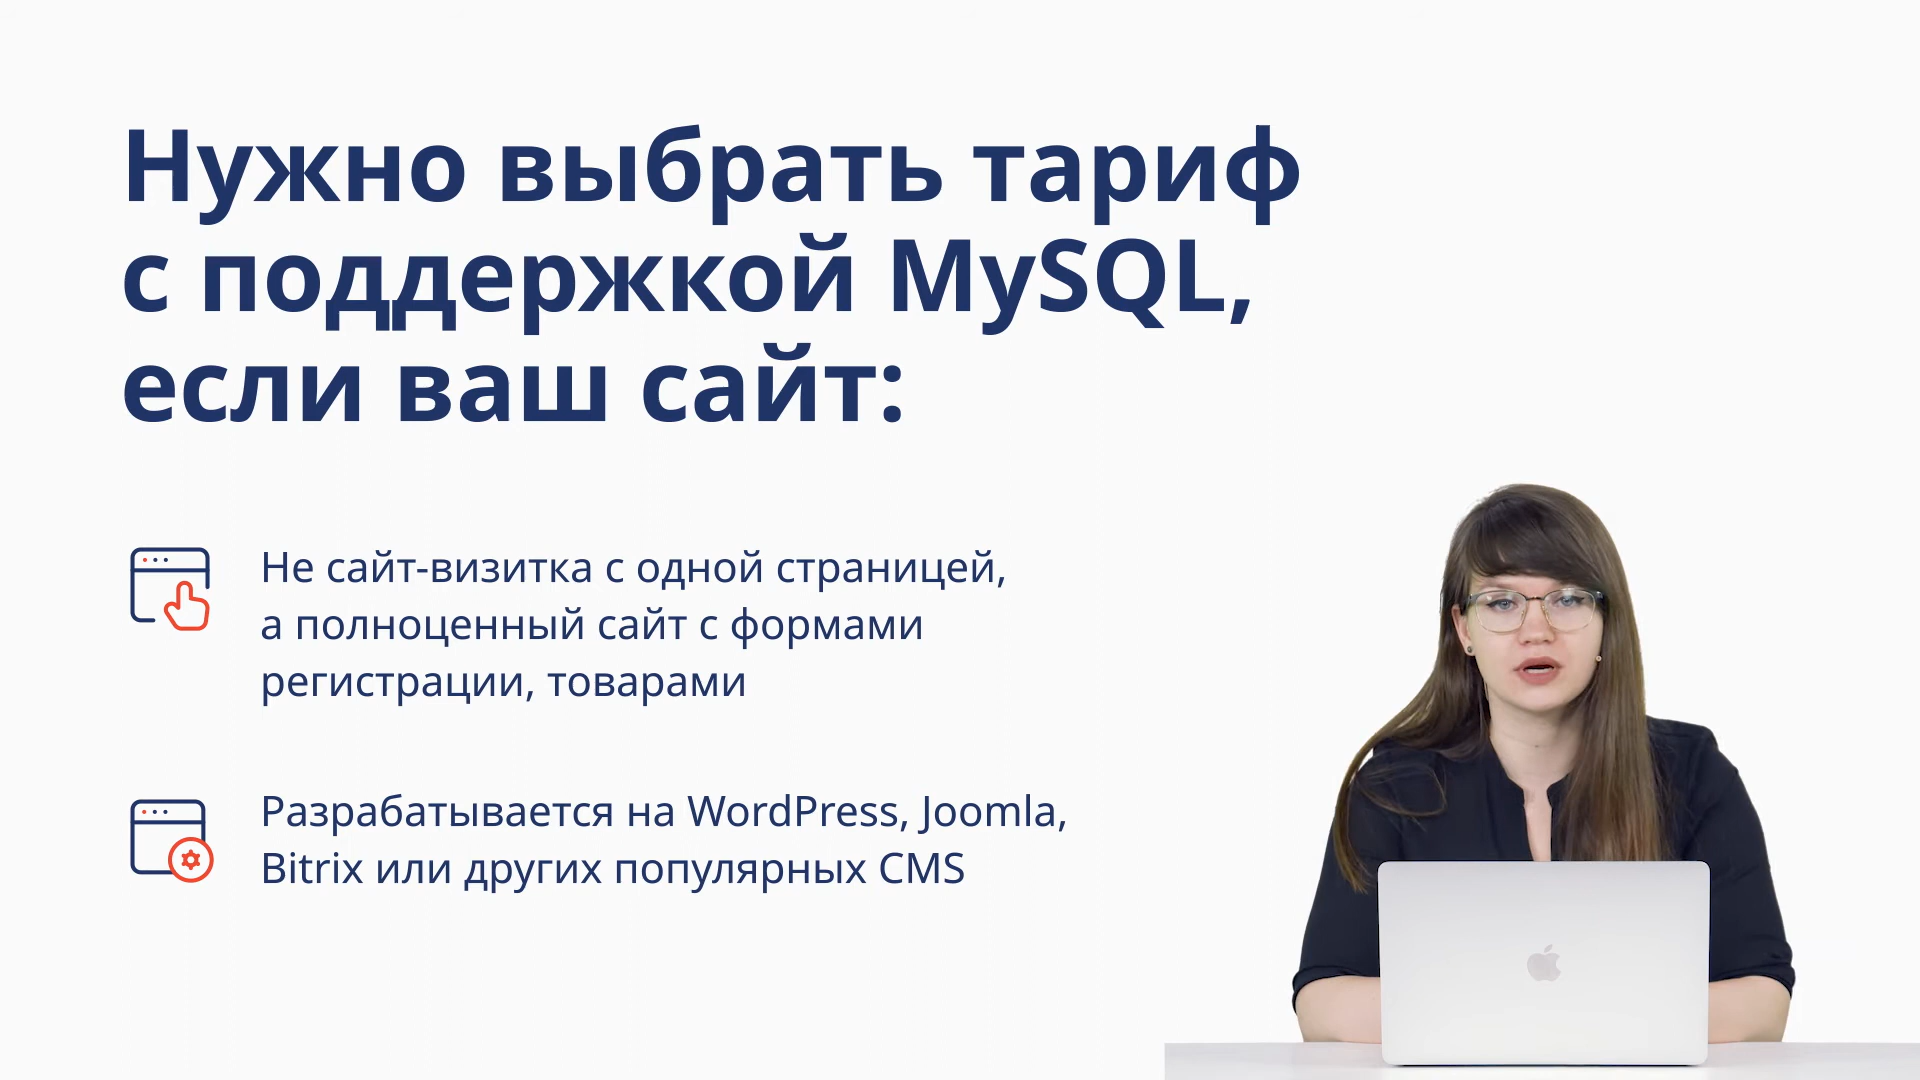 Нужно выбрать тариф
с поддержкой MySQL,
если ваш сайт:
Не сайт-визитка с одной страницей,
а полноценный сайт с формами
регистрации, товарами
Разрабатывается на WordPress, Joomla,
Bitrix или других популярных CMS